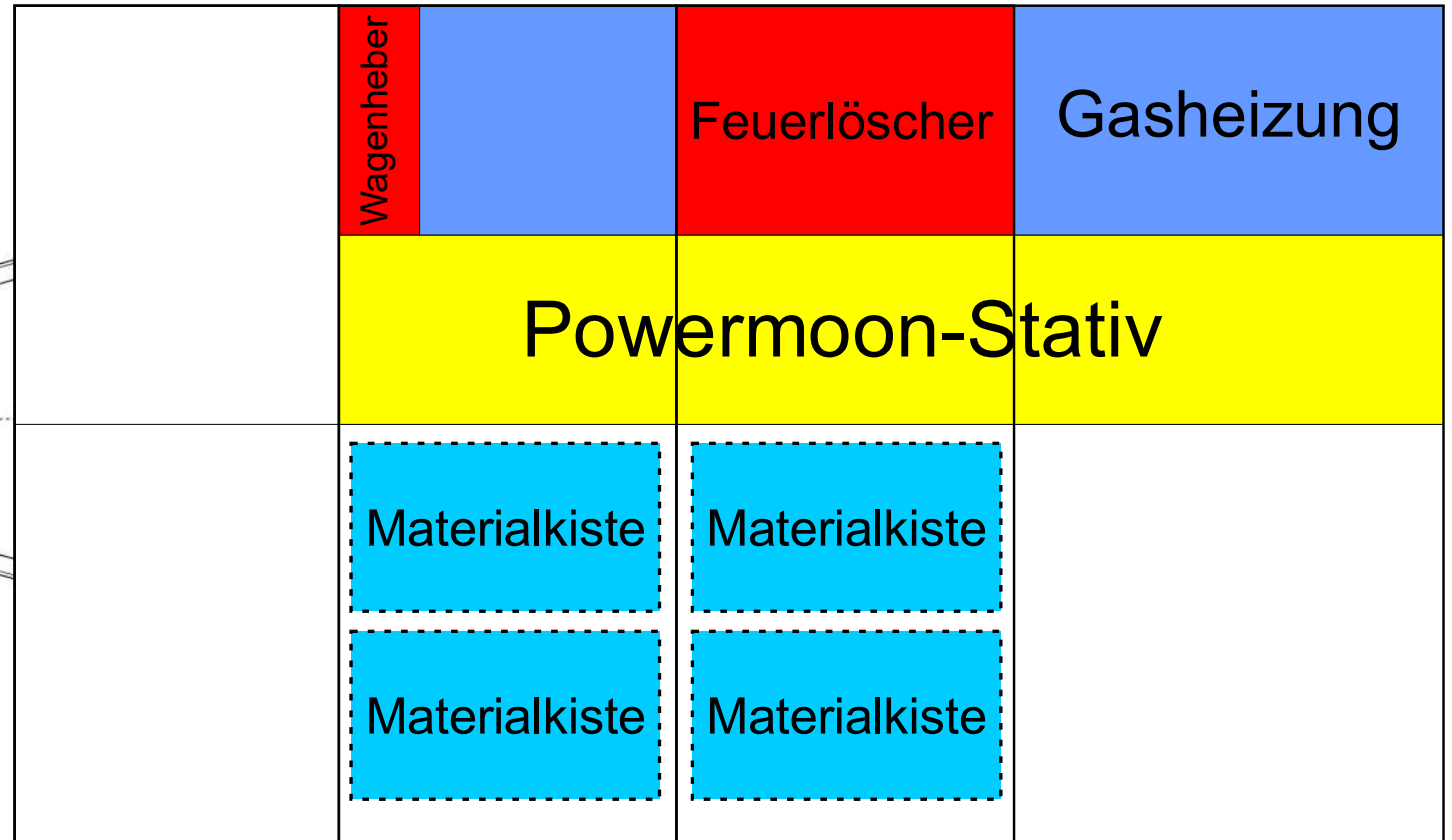 Wagenheber
Feuerlöscher
Gasheizung
Powermoon-Stativ
Materialkiste
Materialkiste
Materialkiste
Materialkiste